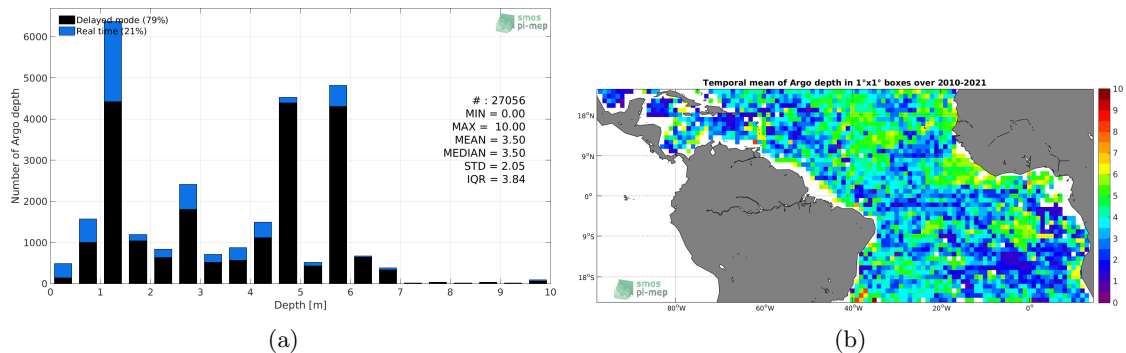 Delayed mode (79%)
Real time (21%)
smos
pi-mep
Number of Argo depth
6000
5000
4000
3000
2000
1000
0
# : 27056
MIN = 0.00
MAX = 10.00
MEAN = 3.50
MEDIAN = 3.50
STD = 2.05
IQR = 3.84
0 1 2 3 4 5 6 7 8 9 10
Depth [m]
(a)
Temporal mean of Argo depth in 1°x1° boxes over 2010-2021
18°N
9°N
0°
9°S
18°S
80°W 60°W 40°W 20°W 0°
10
9
8
7
6
5
4
3
2
1
0
smos
pi-mep
(b)